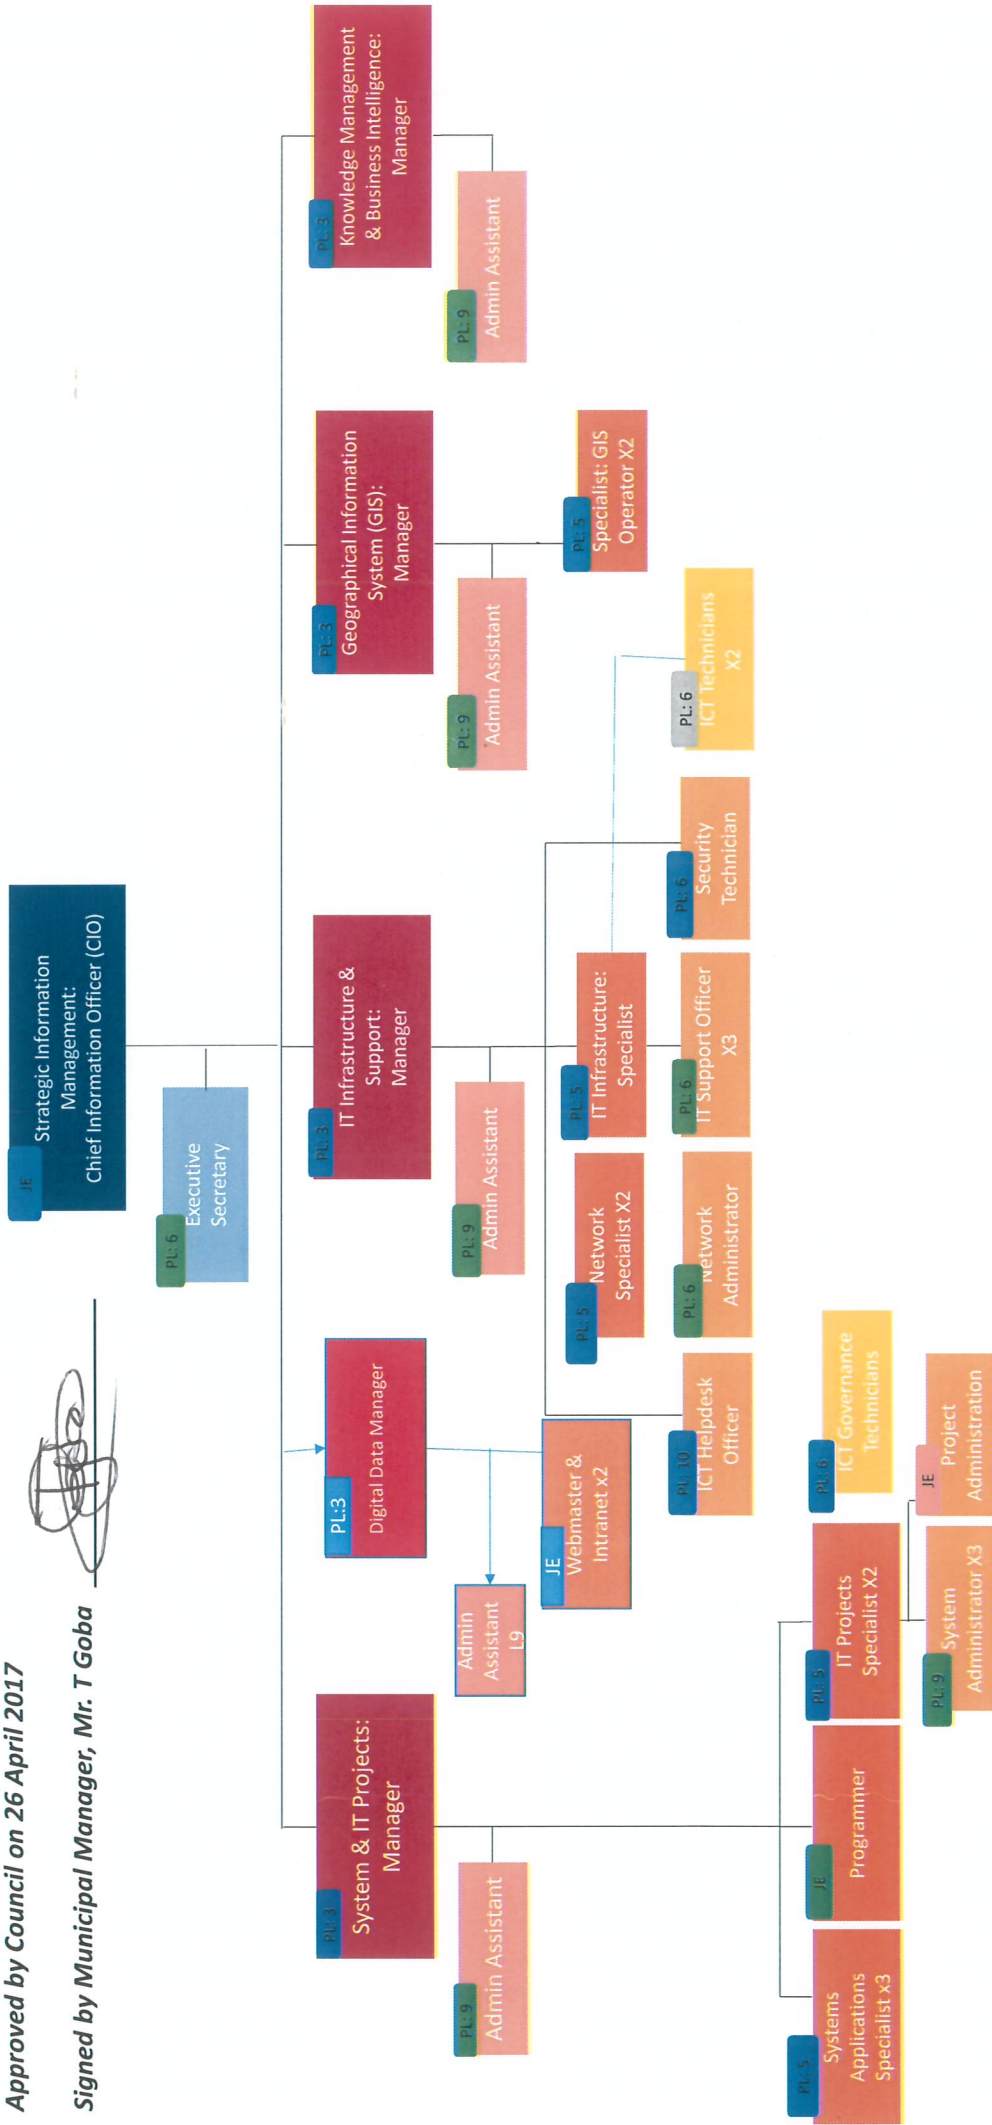 Approved by Council on 26 April 2017
Signed by Municipal Manager, Mr. T Goba
JE
Strategic Information
Management:
Chief Information Officer (CIO)
PL: 6
Executive
Secretary
PL: 3
System & IT Projects:
Manager
PL:3
Digital Data Manager
PL: 3
IT Infrastructure &
Support:
Manager
PL: 3
Geographical Information
System (GIS):
Manager
PL: 3
Knowledge Management
& Business Intelligence:
Manager
PL: 9
Admin Assistant
Admin
Assistant
L9
PL: 9
Admin Assistant
PL: 9
Admin Assistant
PL: 9
Admin Assistant
JE
Webmaster &
Intranet x2
PL: 5
Network
Specialist X2
PL: 5
IT Infrastructure:
Specialist
PL: 5
Specialist: GIS
Operator X2
PL: 10
ICT Helpdesk
Officer
PL: 6
Network
Administrator
PL: 6
IT Support Officer
X3
PL: 6
Security
Technician
PL: 6
ICT Technicians
X2
PL: 5
Systems
Applications
Specialist x3
JE
Programmer
PL: 5
IT Projects
Specialist X2
PL: 6
ICT Governance
Technicians
PL: 9
System
Administrator X3
JE
Project
Administration